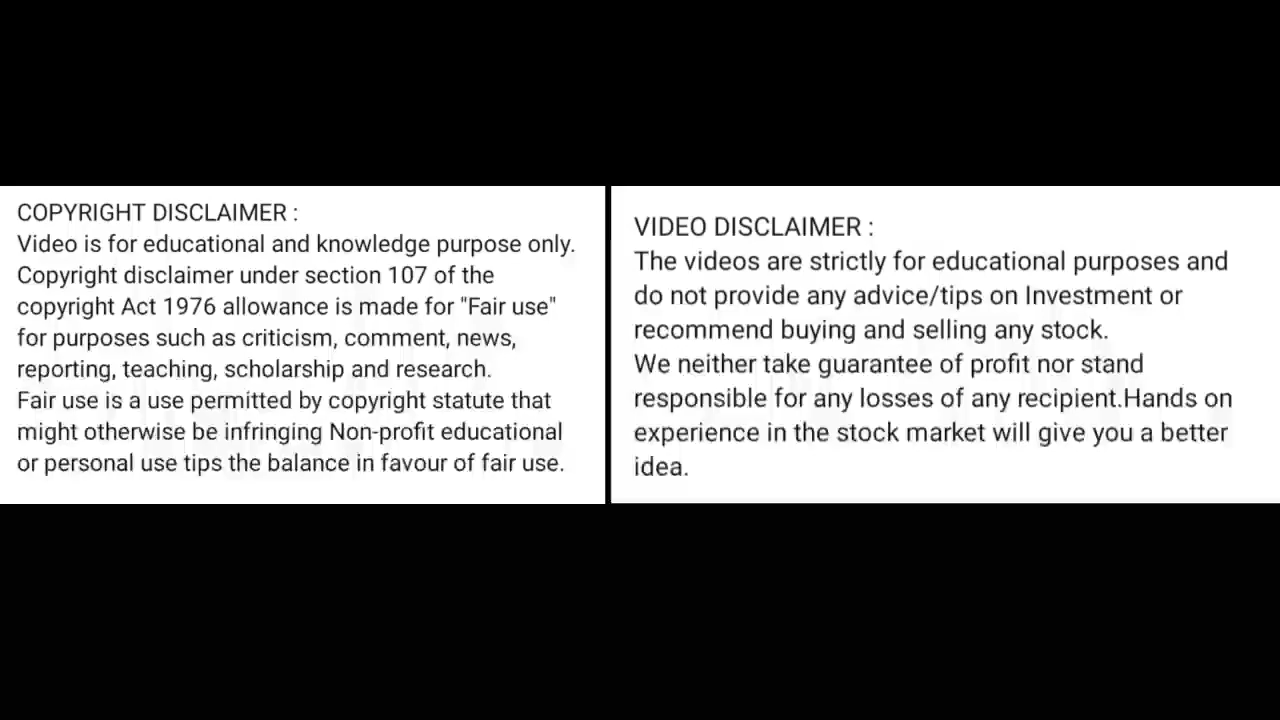 COPYRIGHT DISCLAIMER :
Video is for educational and knowledge purpose only.
Copyright disclaimer under section 107 of the
copyright Act 1976 allowance is made for "Fair use"
for purposes such as criticism, comment, news,
reporting, teaching, scholarship and research.
Fair use is a use permitted by copyright statute that
might otherwise be infringing Non-profit educational
or personal use tips the balance in favour of fair use.
VIDEO DISCLAIMER :
The videos are strictly for educational purposes and
do not provide any advice/tips on Investment or
recommend buying and selling any stock.
We neither take guarantee of profit nor stand
responsible for any losses of any recipient.Hands on
experience in the stock market will give you a better
idea.